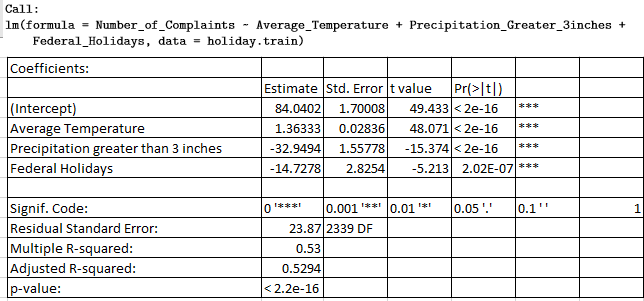 Call:
lm(formula = Number_of_Complaints ~ Average_Temperature + Precipitation_Greater_3inches +
Federal_Holidays, data = holiday.train)
Coefficients:
Estimate Std. Error t value Pr(>|t|)
(Intercept) 84.0402 1.70008 49.433 < 2e-16 ***
Average Temperature 1.36333 0.02836 48.071 < 2e-16 ***
Precipitation greater than 3 inches -32.9494 1.55778 -15.374 < 2e-16 ***
Federal Holidays -14.7278 2.8254 -5.213 2.02E-07 ***
Signif. Code: 0 '***' 0.001 '**' 0.01 '*' 0.05 '.' 0.1 ' ' 1
Residual Standard Error: 23.87 2339 DF
Multiple R-squared: 0.53
Adjusted R-squared: 0.5294
p-value: < 2.2e-16